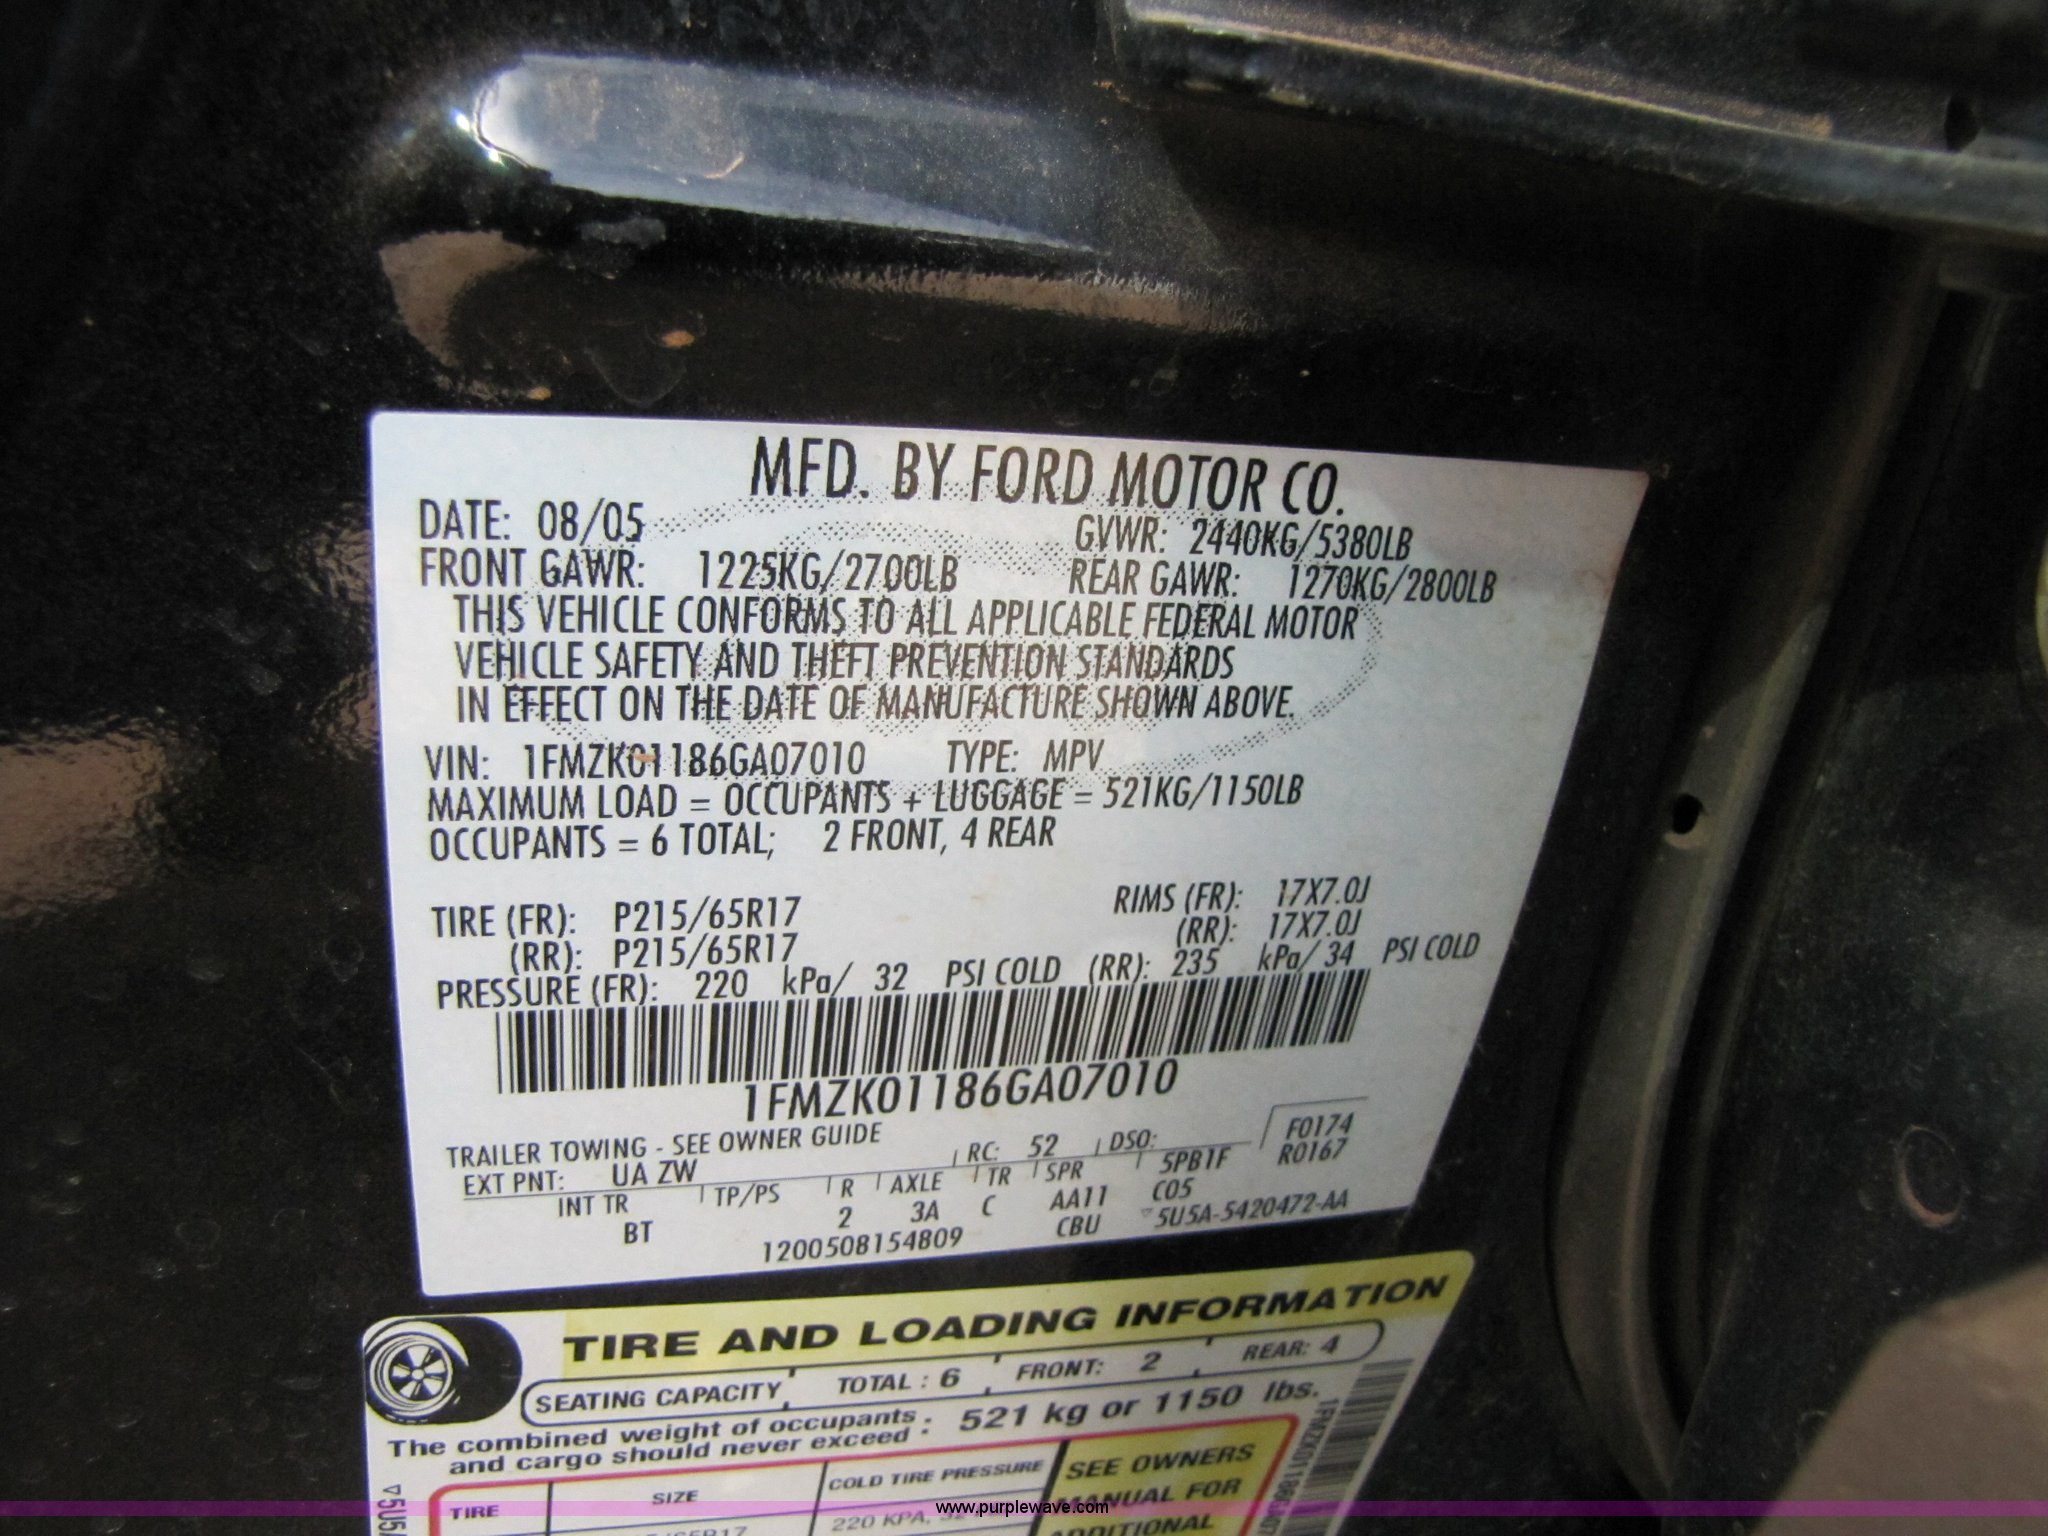 MFD. BY FORD MOTOR CO.
DATE: 08/05 GVWR: 2440KG/5380LB
FRONT GAWR: 1225KG/2700LB REAR GAWR: 1270KG/2800LB
THIS VEHICLE CONFORMS TO ALL APPLICABLE FEDERAL MOTOR
VEHICLE SAFETY AND THEFT PREVENTION STANDARDS
IN EFFECT ON THE DATE OF MANUFACTURE SHOWN ABOVE.
VIN: 1FMZK01186GA07010 TYPE: MPV
MAXIMUM LOAD = OCCUPANTS + LUGGAGE = 521KG/1150LB
OCCUPANTS = 6 TOTAL; 2 FRONT, 4 REAR
TIRE (FR): P215/65R17 RIMS (FR): 17X7.0J
(RR): P215/65R17 (RR): 17X7.0J
PRESSURE (FR): 220 kPa/ 32 PSI COLD (RR): 235 kPa/ 34 PSI COLD
1FMZK01186GA07010
TRAILER TOWING - SEE OWNER GUIDE F0174
EXT PNT: UA ZW RC: 52 DSO: R0167
INT TR TP/PS R AXLE TR SPR 5PB1F
BT 2 3A C AA11 C05
1200508154809 CBU 5U5A-5420472-AA
TIRE AND LOADING INFORMATION
SEATING CAPACITY TOTAL : 6 FRONT: 2 REAR: 4
The combined weight of occupants
and cargo should never exceed : 521 kg or 1150 lbs.
TIRE SIZE COLD TIRE PRESSURE SEE OWNERS
MANUAL FOR
220 KPA,
ADDITIONAL
www.purplewave.com